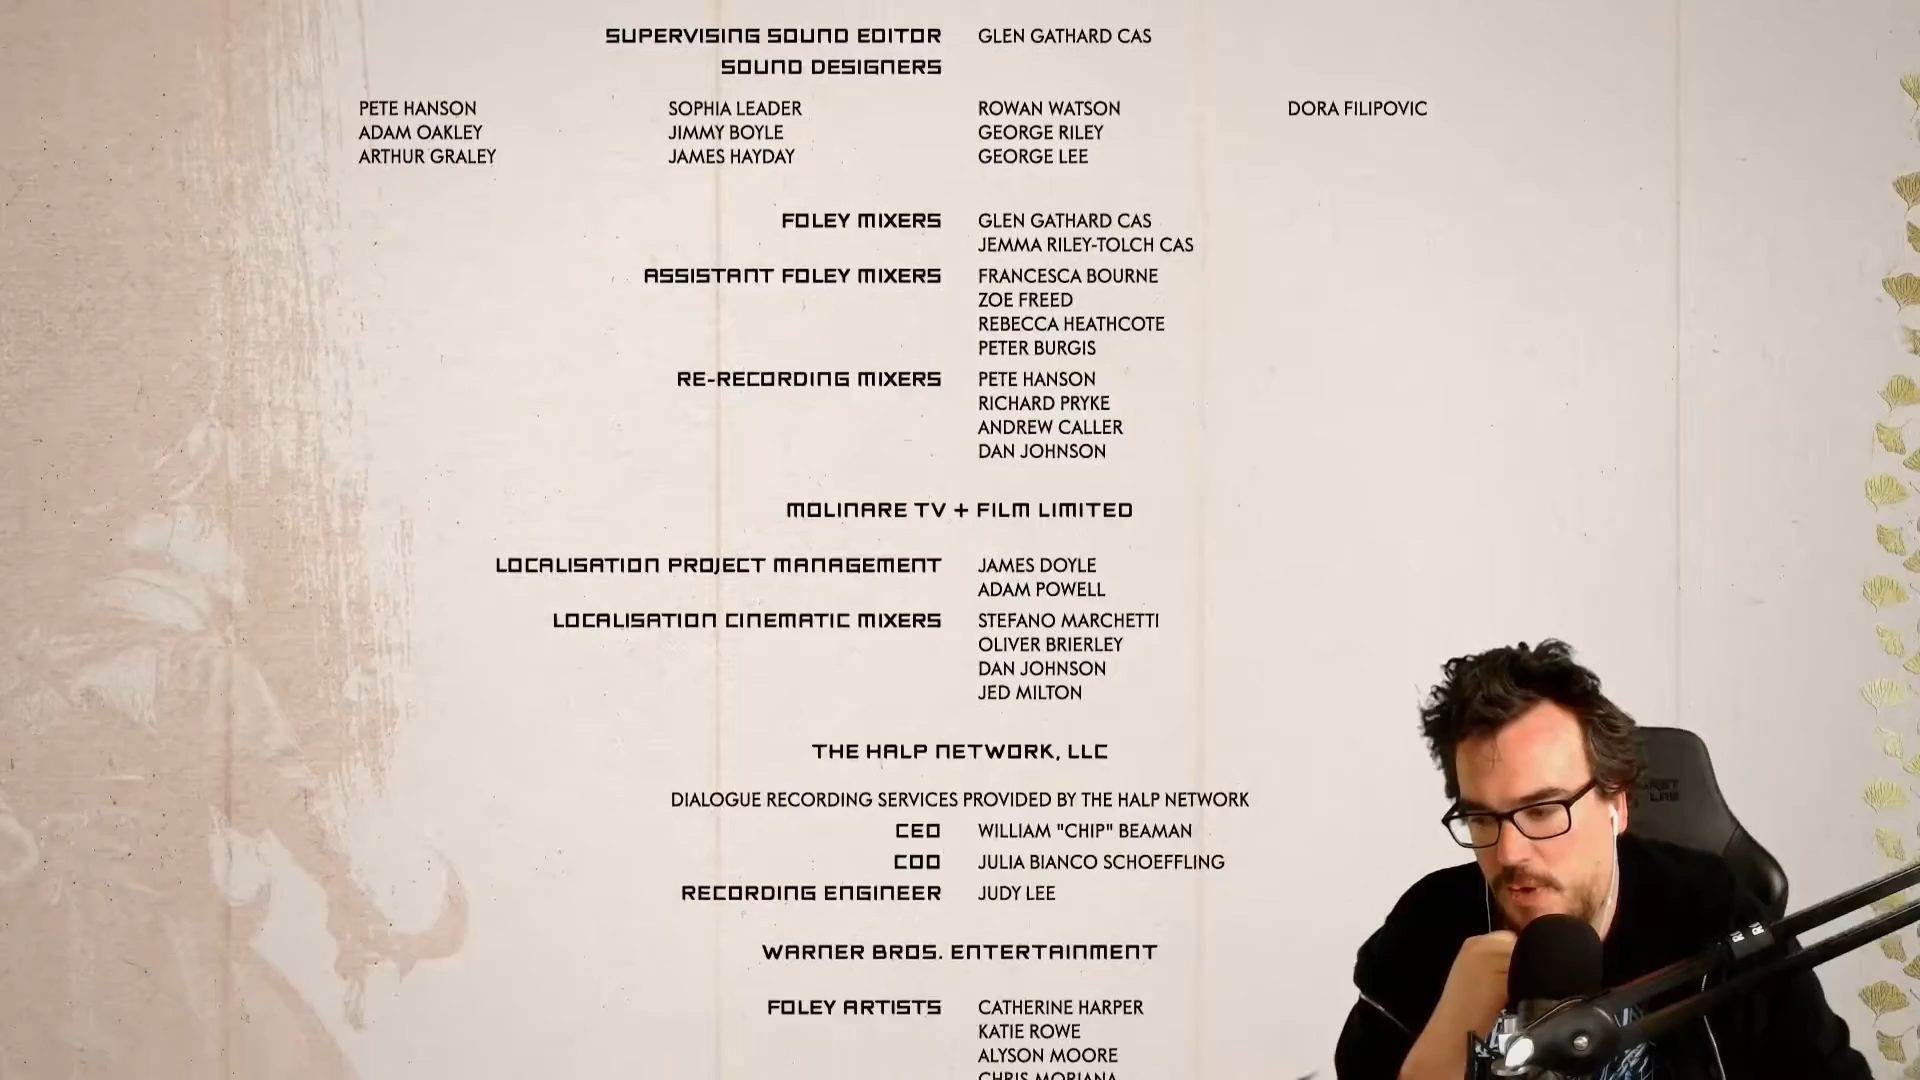 SUPERVISING SOUND EDITOR GLEN GATHARD CAS
SOUND DESIGNERS
PETE HANSON SOPHIA LEADER ROWAN WATSON DORA FILIPOVIC
ADAM OAKLEY JIMMY BOYLE GEORGE RILEY
ARTHUR GRALEY JAMES HAYDAY GEORGE LEE
FOLEY MIXERS GLEN GATHARD CAS
JEMMA RILEY-TOLCH CAS
ASSISTANT FOLEY MIXERS FRANCESCA BOURNE
ZOE FREED
REBECCA HEATHCOTE
PETER BURGIS
RE-RECORDING MIXERS PETE HANSON
RICHARD PRYKE
ANDREW CALLER
DAN JOHNSON
MOLINARE TV + FILM LIMITED
LOCALISATION PROJECT MANAGEMENT JAMES DOYLE
ADAM POWELL
LOCALISATION CINEMATIC MIXERS STEFANO MARCHETTI
OLIVER BRIERLEY
DAN JOHNSON
JED MILTON
THE HALP NETWORK, LLC
DIALOGUE RECORDING SERVICES PROVIDED BY THE HALP NETWORK
CEO WILLIAM "CHIP" BEAMAN
COO JULIA BIANCO SCHOEFFLING
RECORDING ENGINEER JUDY LEE
WARNER BROS. ENTERTAINMENT
FOLEY ARTISTS CATHERINE HARPER
KATIE ROWE
ALYSON MOORE
CHRIS MORIANA